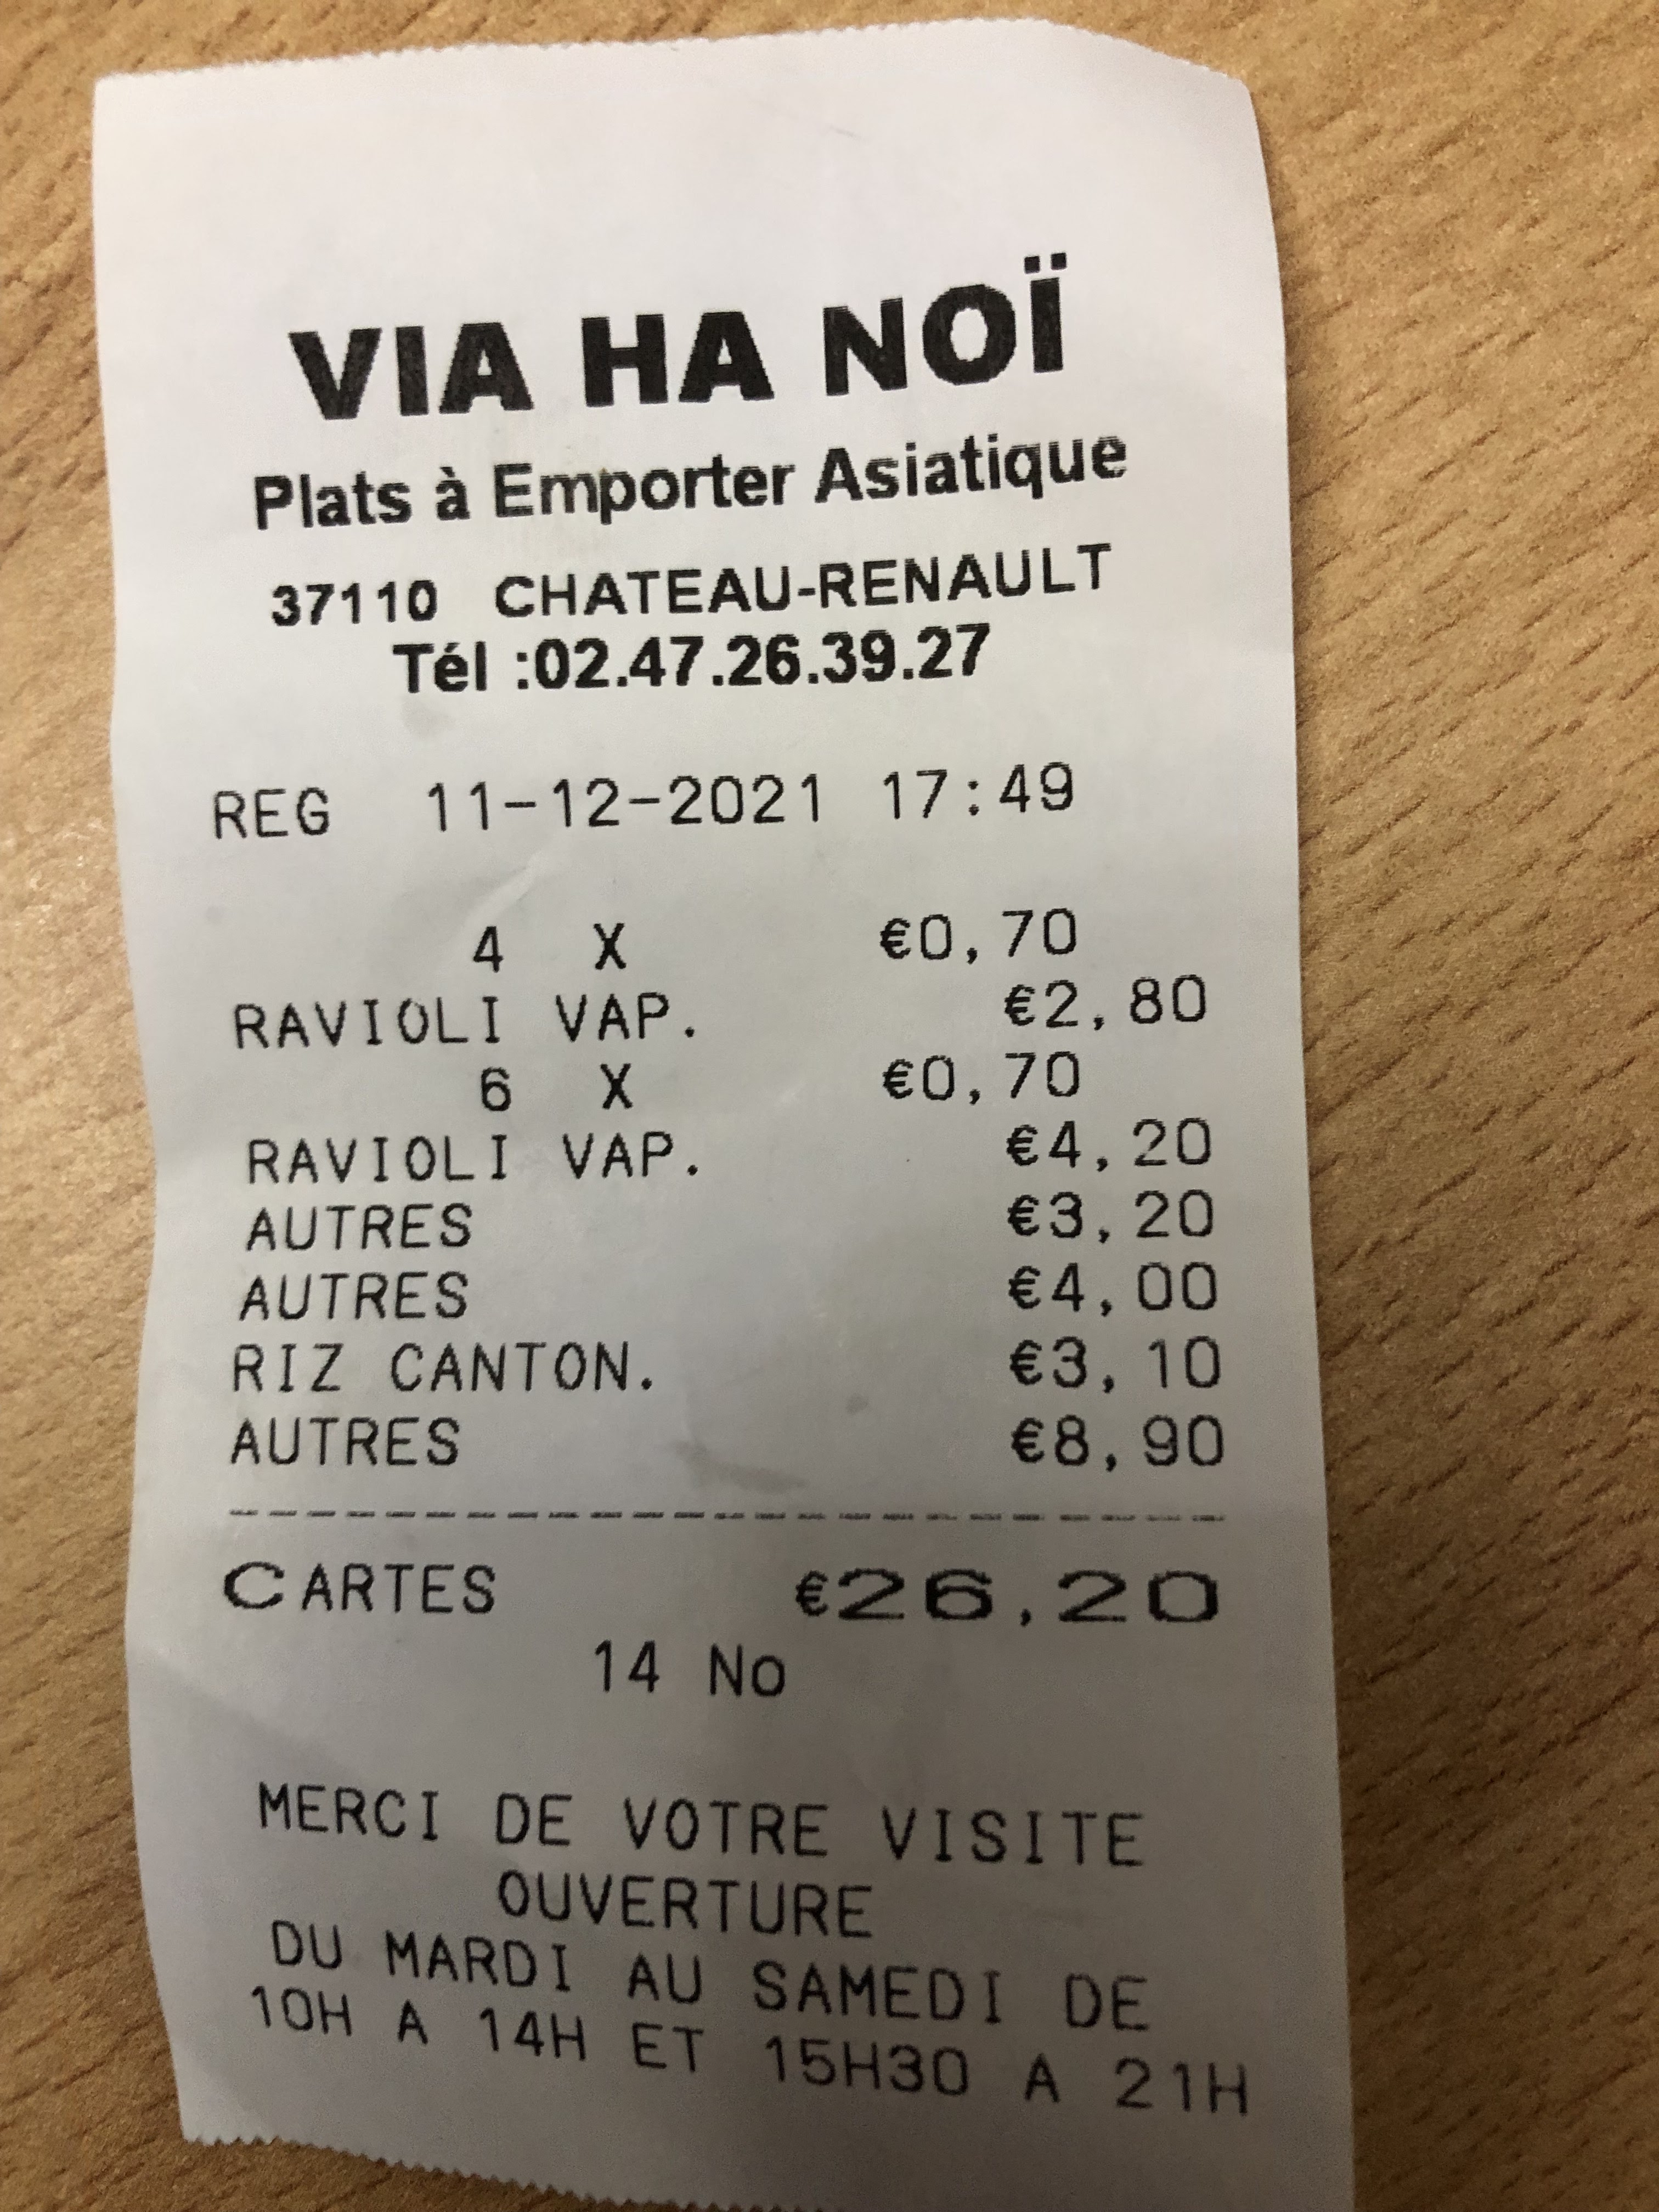 VIA HA NOÏ
Plats à Emporter Asiatique
37110 CHATEAU-RENAULT
Tél :02.47.26.39.27
REG 11-12-2021 17:49
4 X €0,70
RAVIOLI VAP. €2,80
6 X €0,70
RAVIOLI VAP. €4,20
AUTRES €3,20
AUTRES €4,00
RIZ CANTON. €3,10
AUTRES €8,90
CARTES €26,20
14 No
MERCI DE VOTRE VISITE
OUVERTURE
DU MARDI AU SAMEDI DE
10H A 14H ET 15H30 A 21H